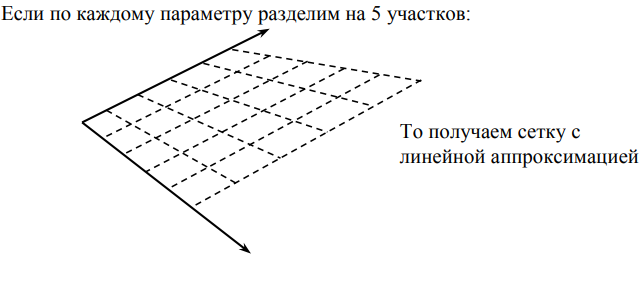 Если по каждому параметру разделим на 5 участков:
То получаем сетку с
линейной аппроксимацией